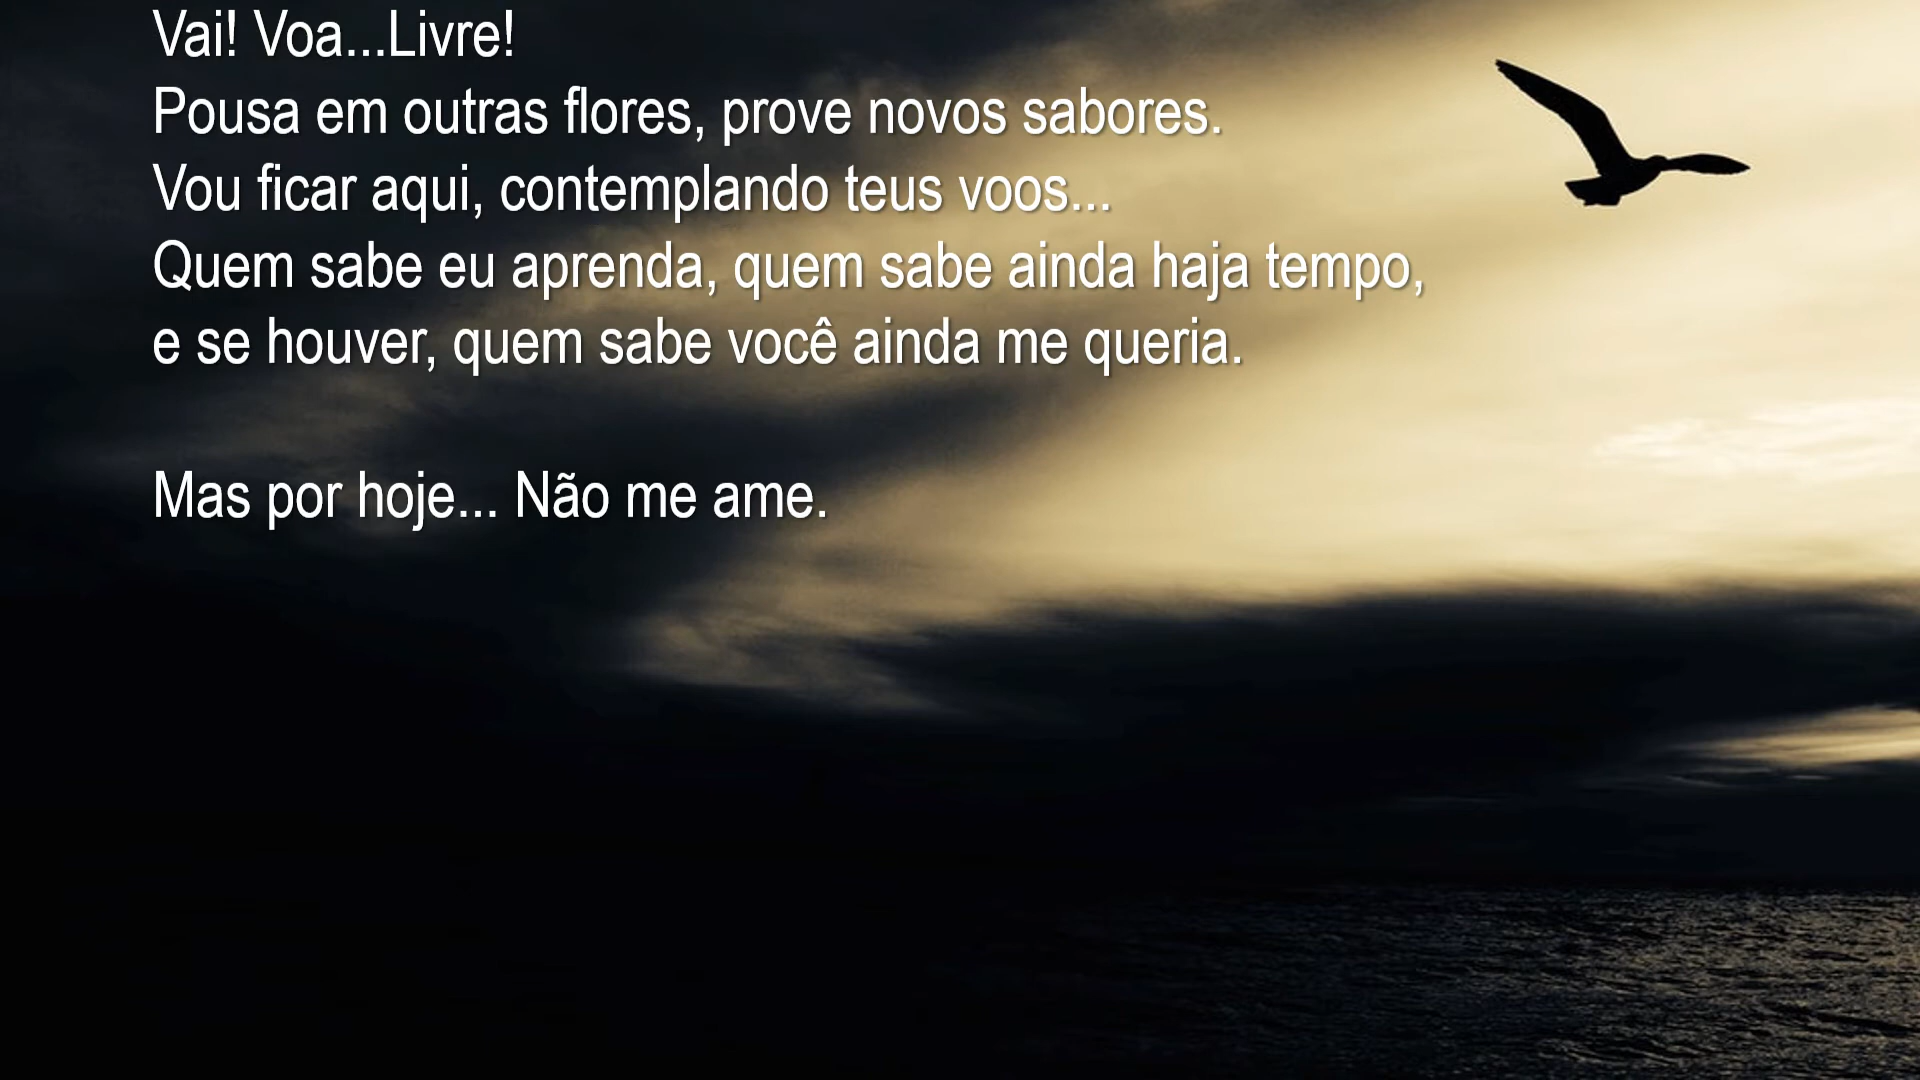 Vai! Voa...Livre!
Pousa em outras flores, prove novos sabores.
Vou ficar aqui, contemplando teus voos...
Quem sabe eu aprenda, quem sabe ainda haja tempo,
e se houver, quem sabe você ainda me queria.
Mas por hoje... Não me ame.